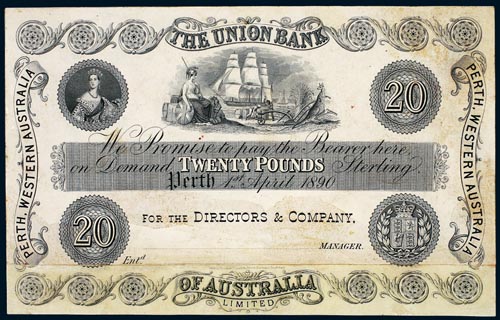 THE UNION BANK
PERTH, WESTERN AUSTRALIA
PERTH, WESTERN AUSTRALIA
20
We Promise to pay the Bearer here,
on Demand TWENTY POUNDS Sterling.
Perth 1st April 1890
FOR THE DIRECTORS & COMPANY,
20
MANAGER.
Entd
OF AUSTRALIA
LIMITED